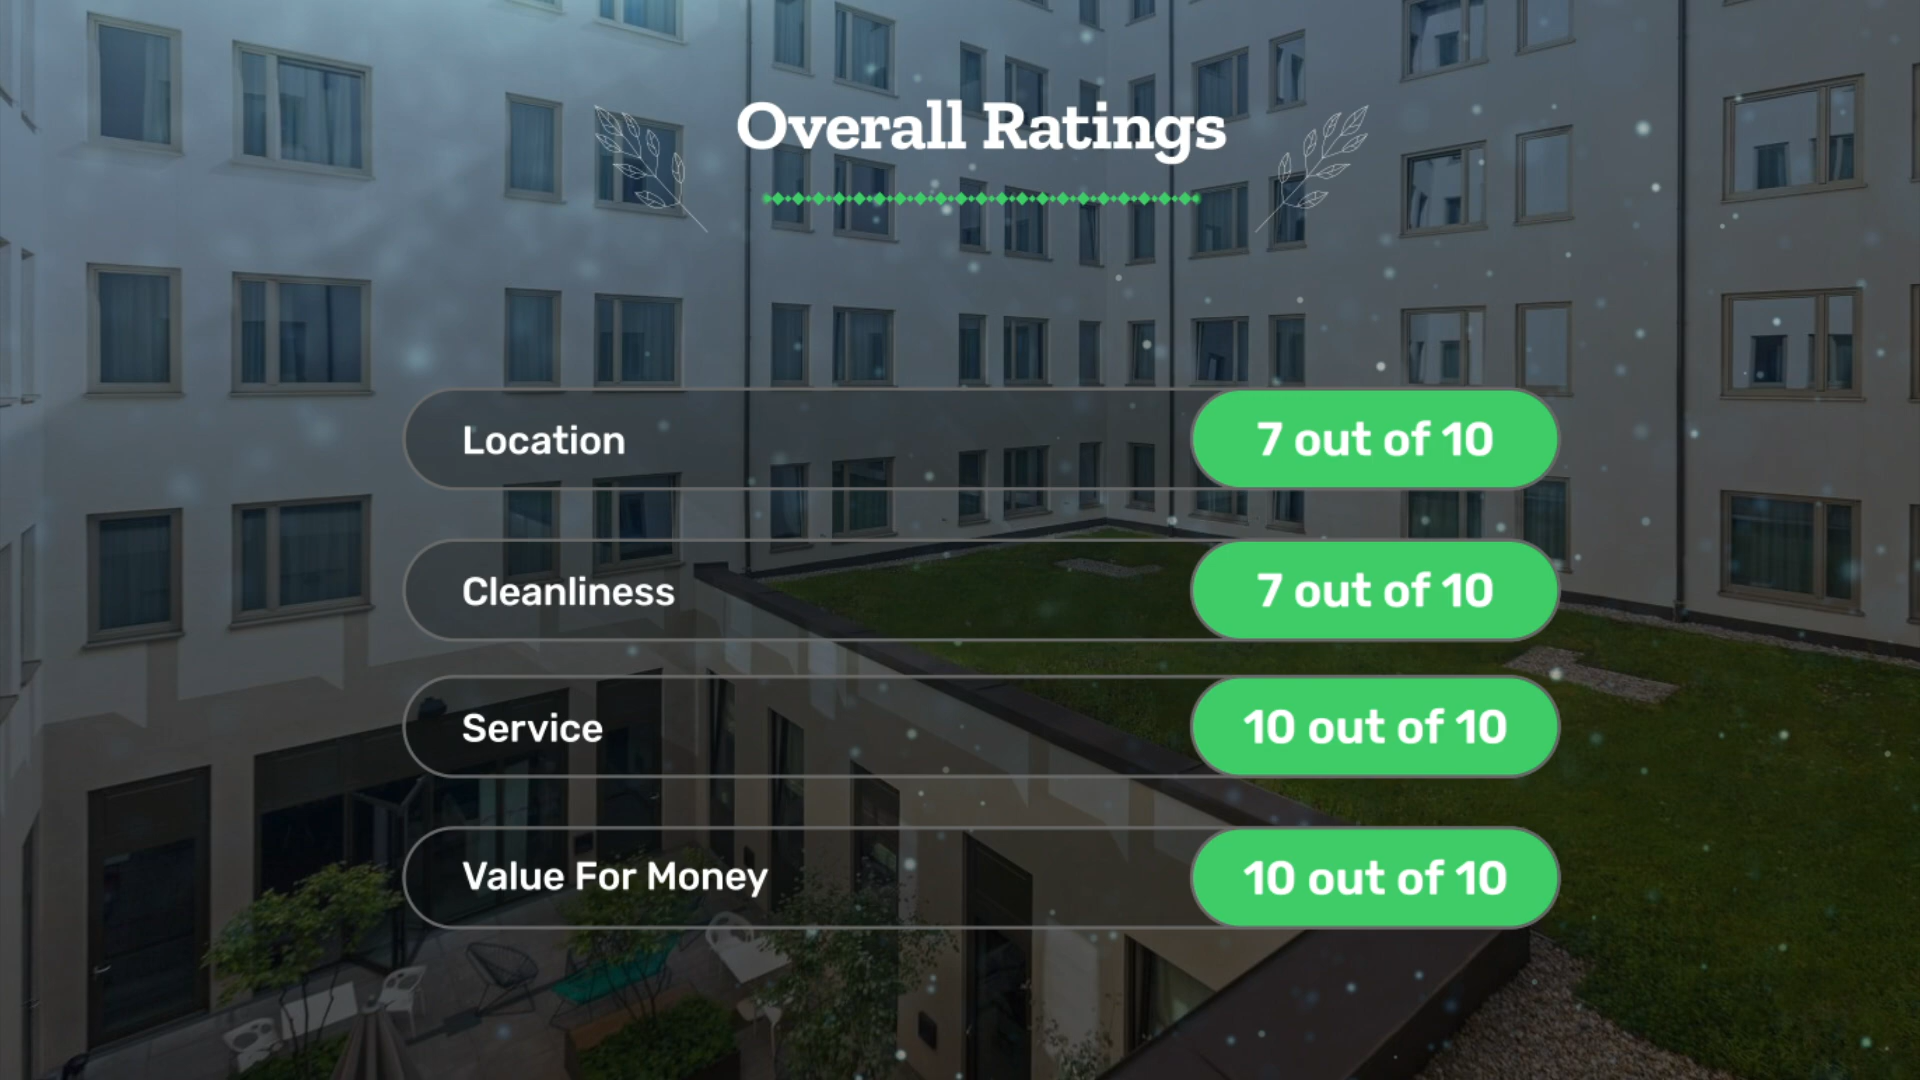 Overall Ratings
Location
7 out of 10
Cleanliness
7 out of 10
Service
10 out of 10
Value For Money
10 out of 10